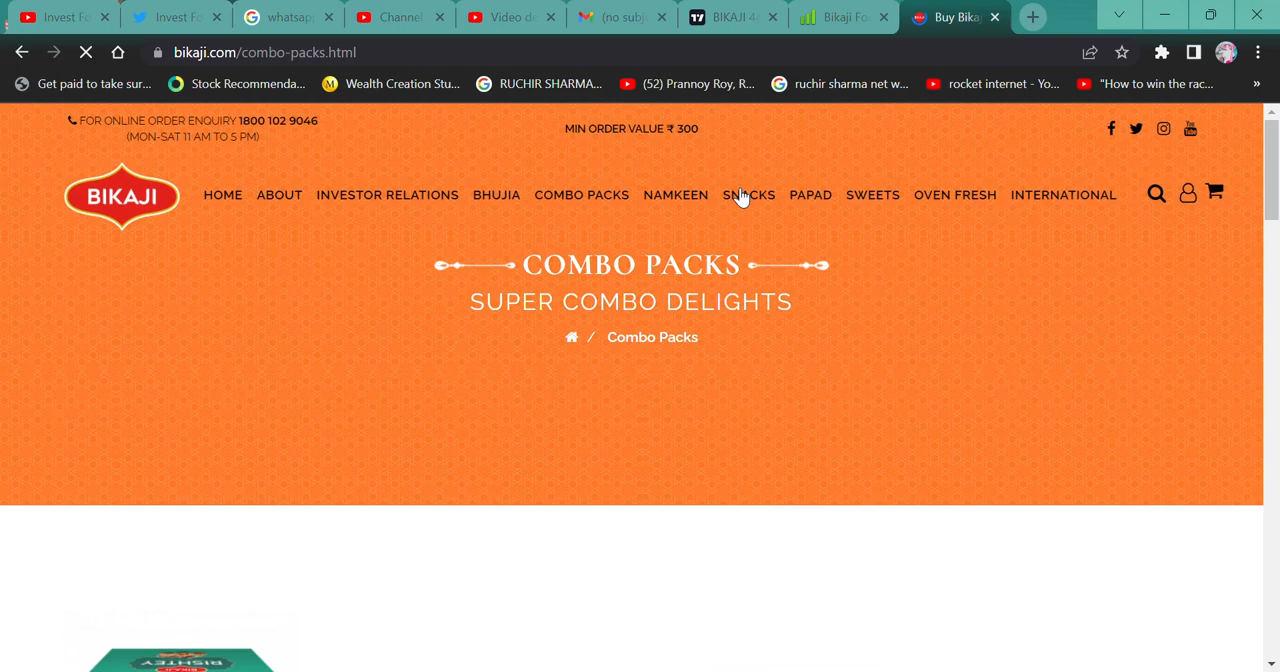 Invest Fo
Invest Fo
whatsap
Channel
Video de
(no subj
BIKAJI 4
Bikaji Fo
Buy Bika
bikaji.com/combo-packs.html
Get paid to take sur...
Stock Recommenda...
Wealth Creation Stu...
RUCHIR SHARMA...
(52) Prannoy Roy, R...
ruchir sharma net w...
rocket internet - Yo...
"How to win the rac...
»
FOR ONLINE ORDER ENQUIRY 1800 102 9046
(MON-SAT 11 AM TO 5 PM)
MIN ORDER VALUE ₹ 300
BIKAJI
HOME ABOUT INVESTOR RELATIONS BHUJIA COMBO PACKS NAMKEEN SNACKS PAPAD SWEETS OVEN FRESH INTERNATIONAL
COMBO PACKS
SUPER COMBO DELIGHTS
/ Combo Packs
RISHTEY
BIKAJI